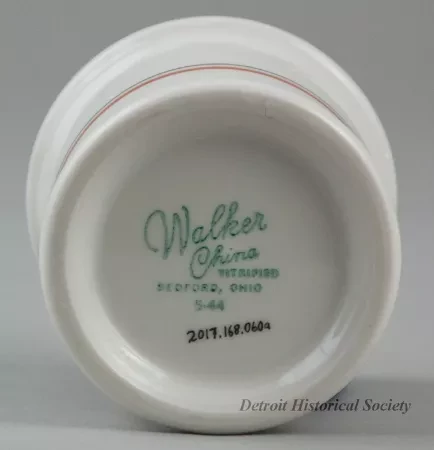 Walker
China
VITRIFIED
BEDFORD, OHIO
5-44
2017.168.060a
Detroit Historical Society